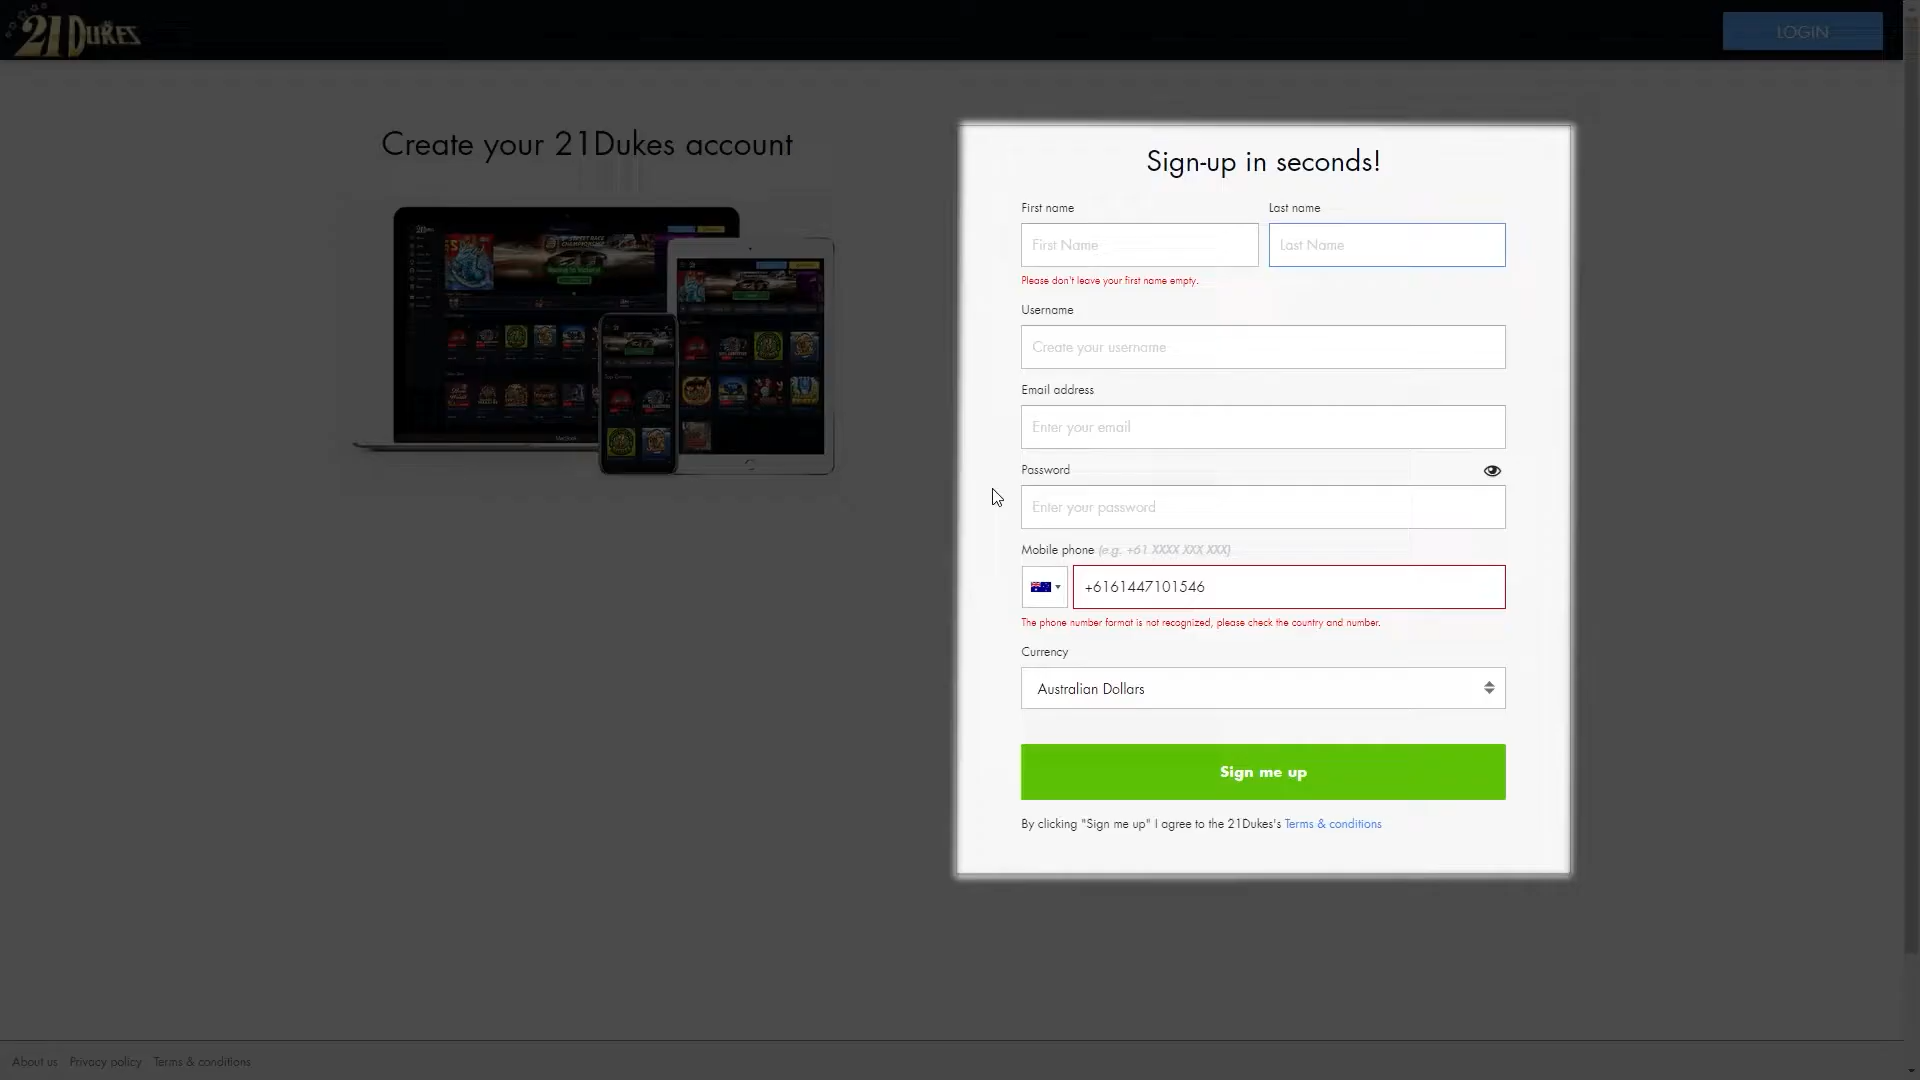 21 DUKES
LOGIN
Create your 21Dukes account
Sign-up in seconds!
First name
Last name
First Name
Last Name
Please don't leave your first name empty.
Username
Create your username
Email address
Enter your email
Password
Enter your password
Mobile phone (e.g. +61 XXXX XXX XXX)
+6161447101546
The phone number format is not recognized, please check the country and number.
Currency
Australian Dollars
Sign me up
By clicking "Sign me up" I agree to the 21Dukes's Terms & conditions
About us Privacy policy Terms & conditions